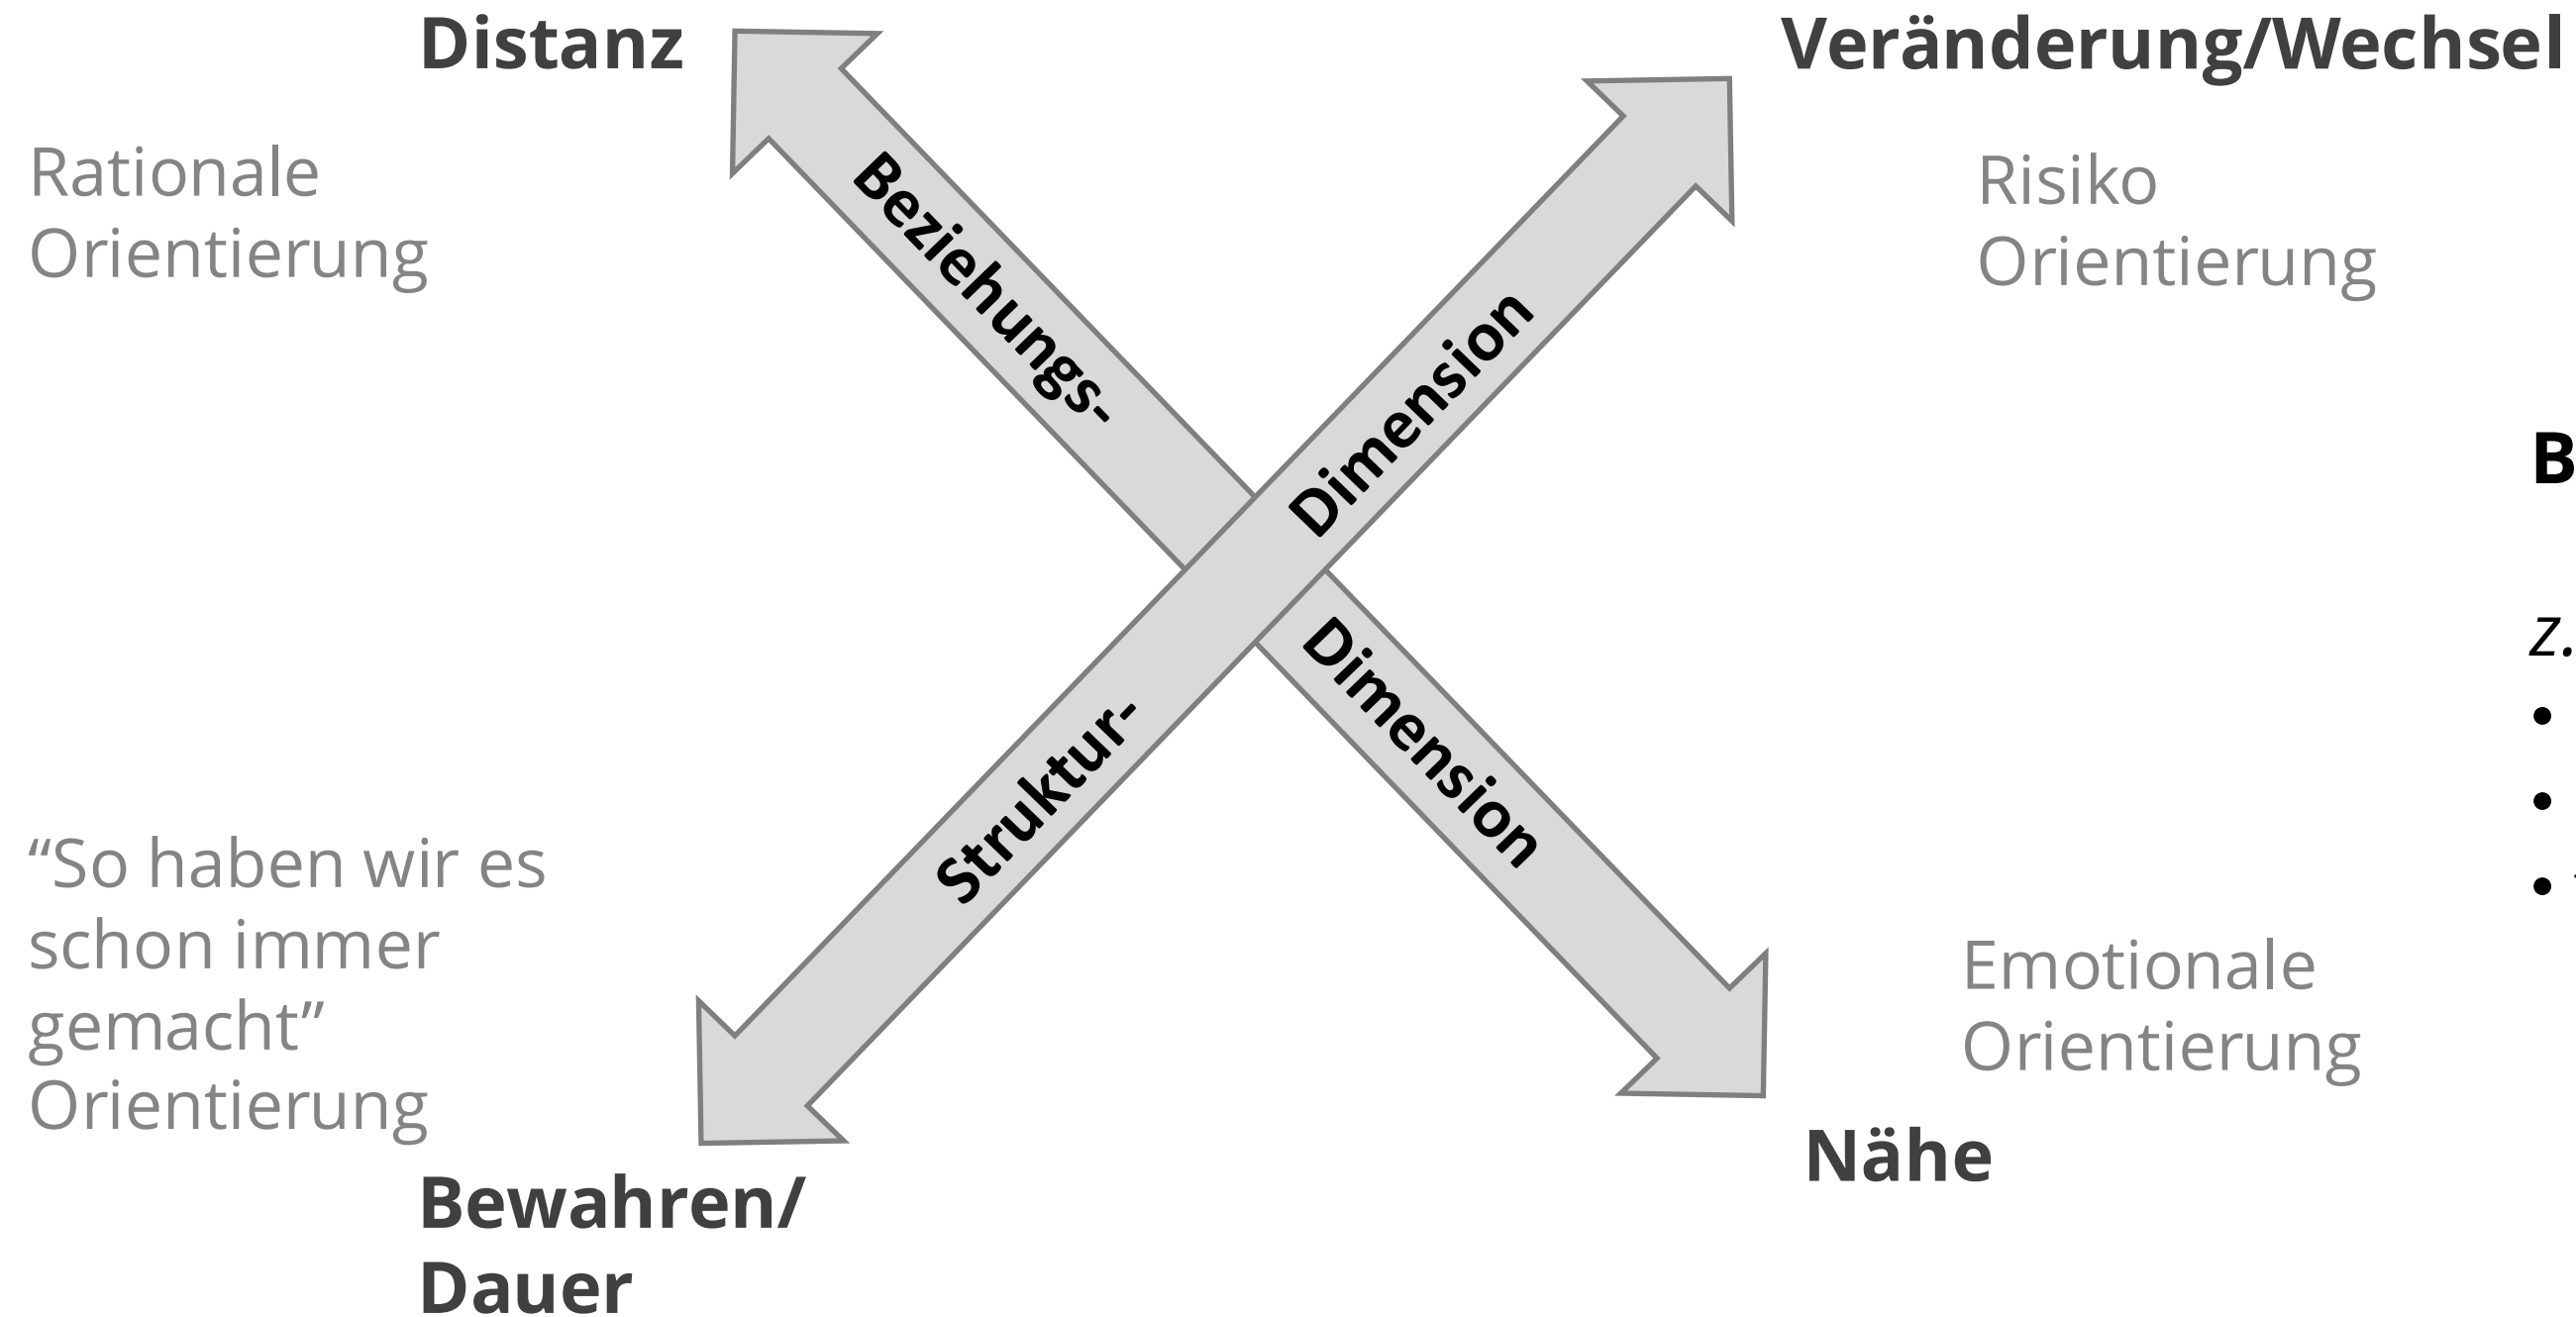 Distanz
Veränderung/Wechsel
Rationale
Orientierung
Risiko
Orientierung
Beziehungs-
Dimension
Struktur-
Dimension
B
z.
•
•
•
“So haben wir es
schon immer
gemacht”
Orientierung
Emotionale
Orientierung
Nähe
Bewahren/
Dauer